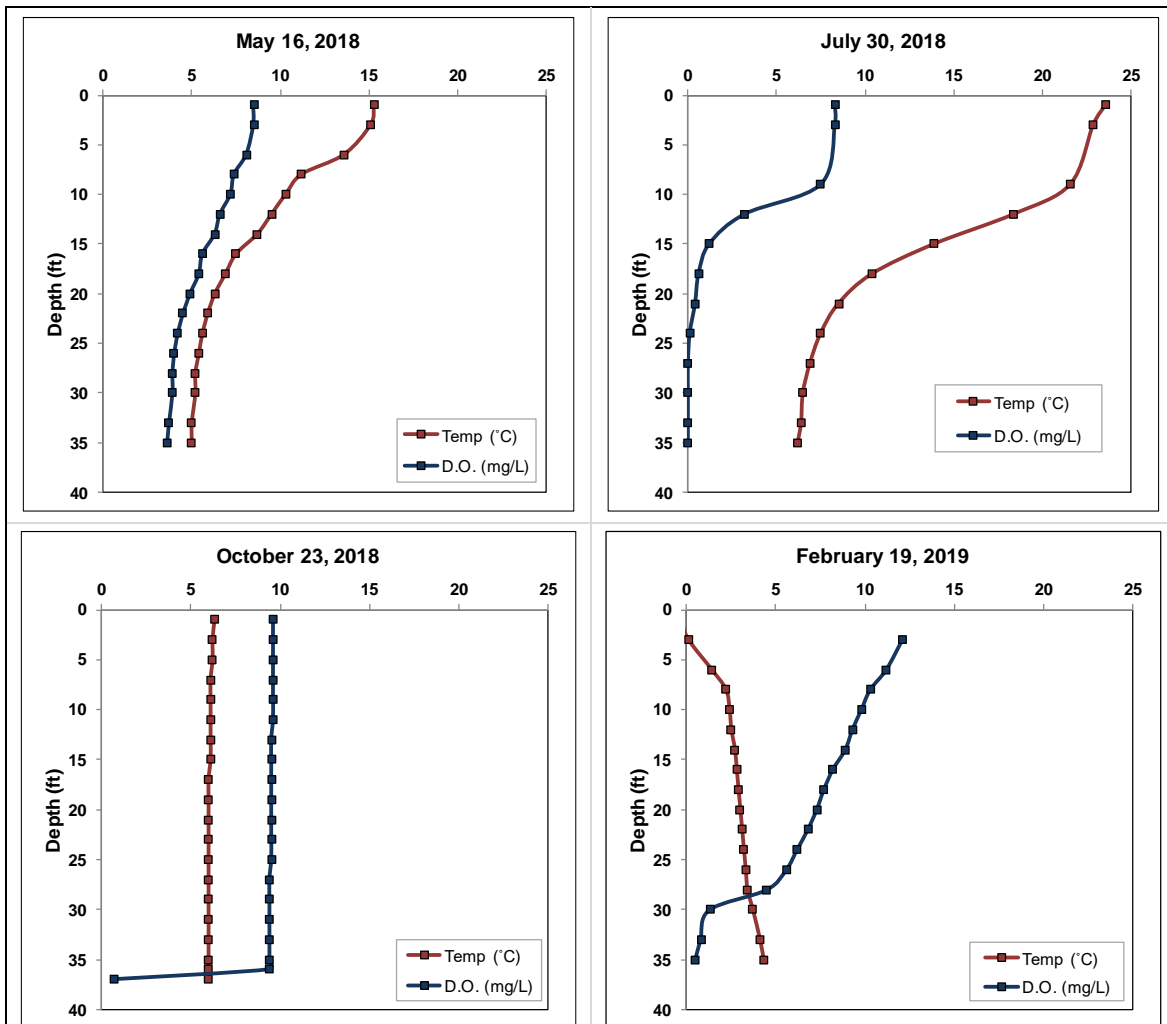 May 16, 2018
0 5 10 15 20 25
0
5
10
15
20
25
30
35
40
Depth (ft)
Temp (˚C)
D.O. (mg/L)
July 30, 2018
0 5 10 15 20 25
0
5
10
15
20
25
30
35
40
Depth (ft)
Temp (˚C)
D.O. (mg/L)
October 23, 2018
0 5 10 15 20 25
0
5
10
15
20
25
30
35
40
Depth (ft)
Temp (˚C)
D.O. (mg/L)
February 19, 2019
0 5 10 15 20 25
0
5
10
15
20
25
30
35
40
Depth (ft)
Temp (˚C)
D.O. (mg/L)